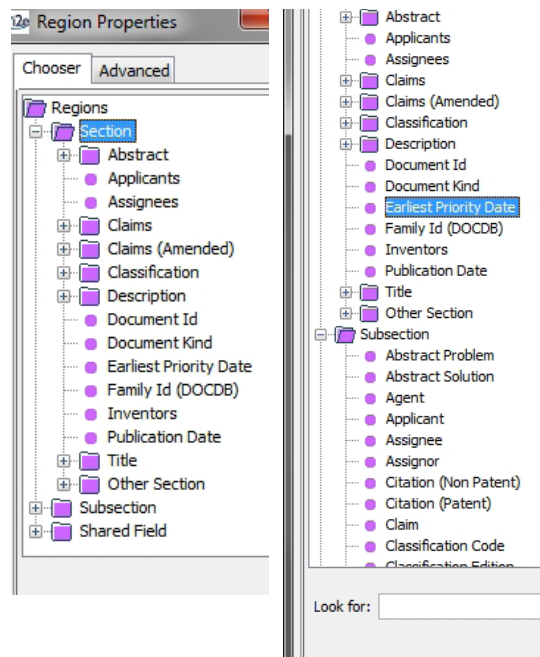 i2e Region Properties
Chooser Advanced
Regions
Section
Abstract
Applicants
Assignees
Claims
Claims (Amended)
Classification
Description
Document Id
Document Kind
Earliest Priority Date
Family Id (DOCDB)
Inventors
Publication Date
Title
Other Section
Subsection
Shared Field
Abstract
Applicants
Assignees
Claims
Claims (Amended)
Classification
Description
Document Id
Document Kind
Earliest Priority Date
Family Id (DOCDB)
Inventors
Publication Date
Title
Other Section
Subsection
Abstract Problem
Abstract Solution
Agent
Applicant
Assignee
Assignor
Citation (Non Patent)
Citation (Patent)
Claim
Classification Code
Classification Edition
Look for: